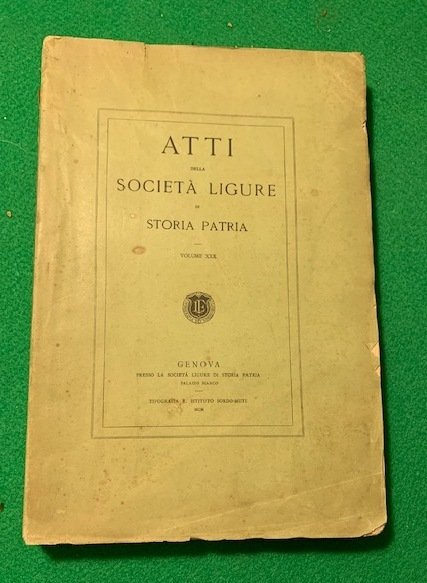 ATTI
DELLA
SOCIETÀ LIGURE
DI
STORIA PATRIA
VOLUME XXX
GENOVA
PRESSO LA SOCIETÀ LIGURE DI STORIA PATRIA
PALAZZO BIANCO
TIPOGRAFIA R. ISTITUTO SORDO-MUTI